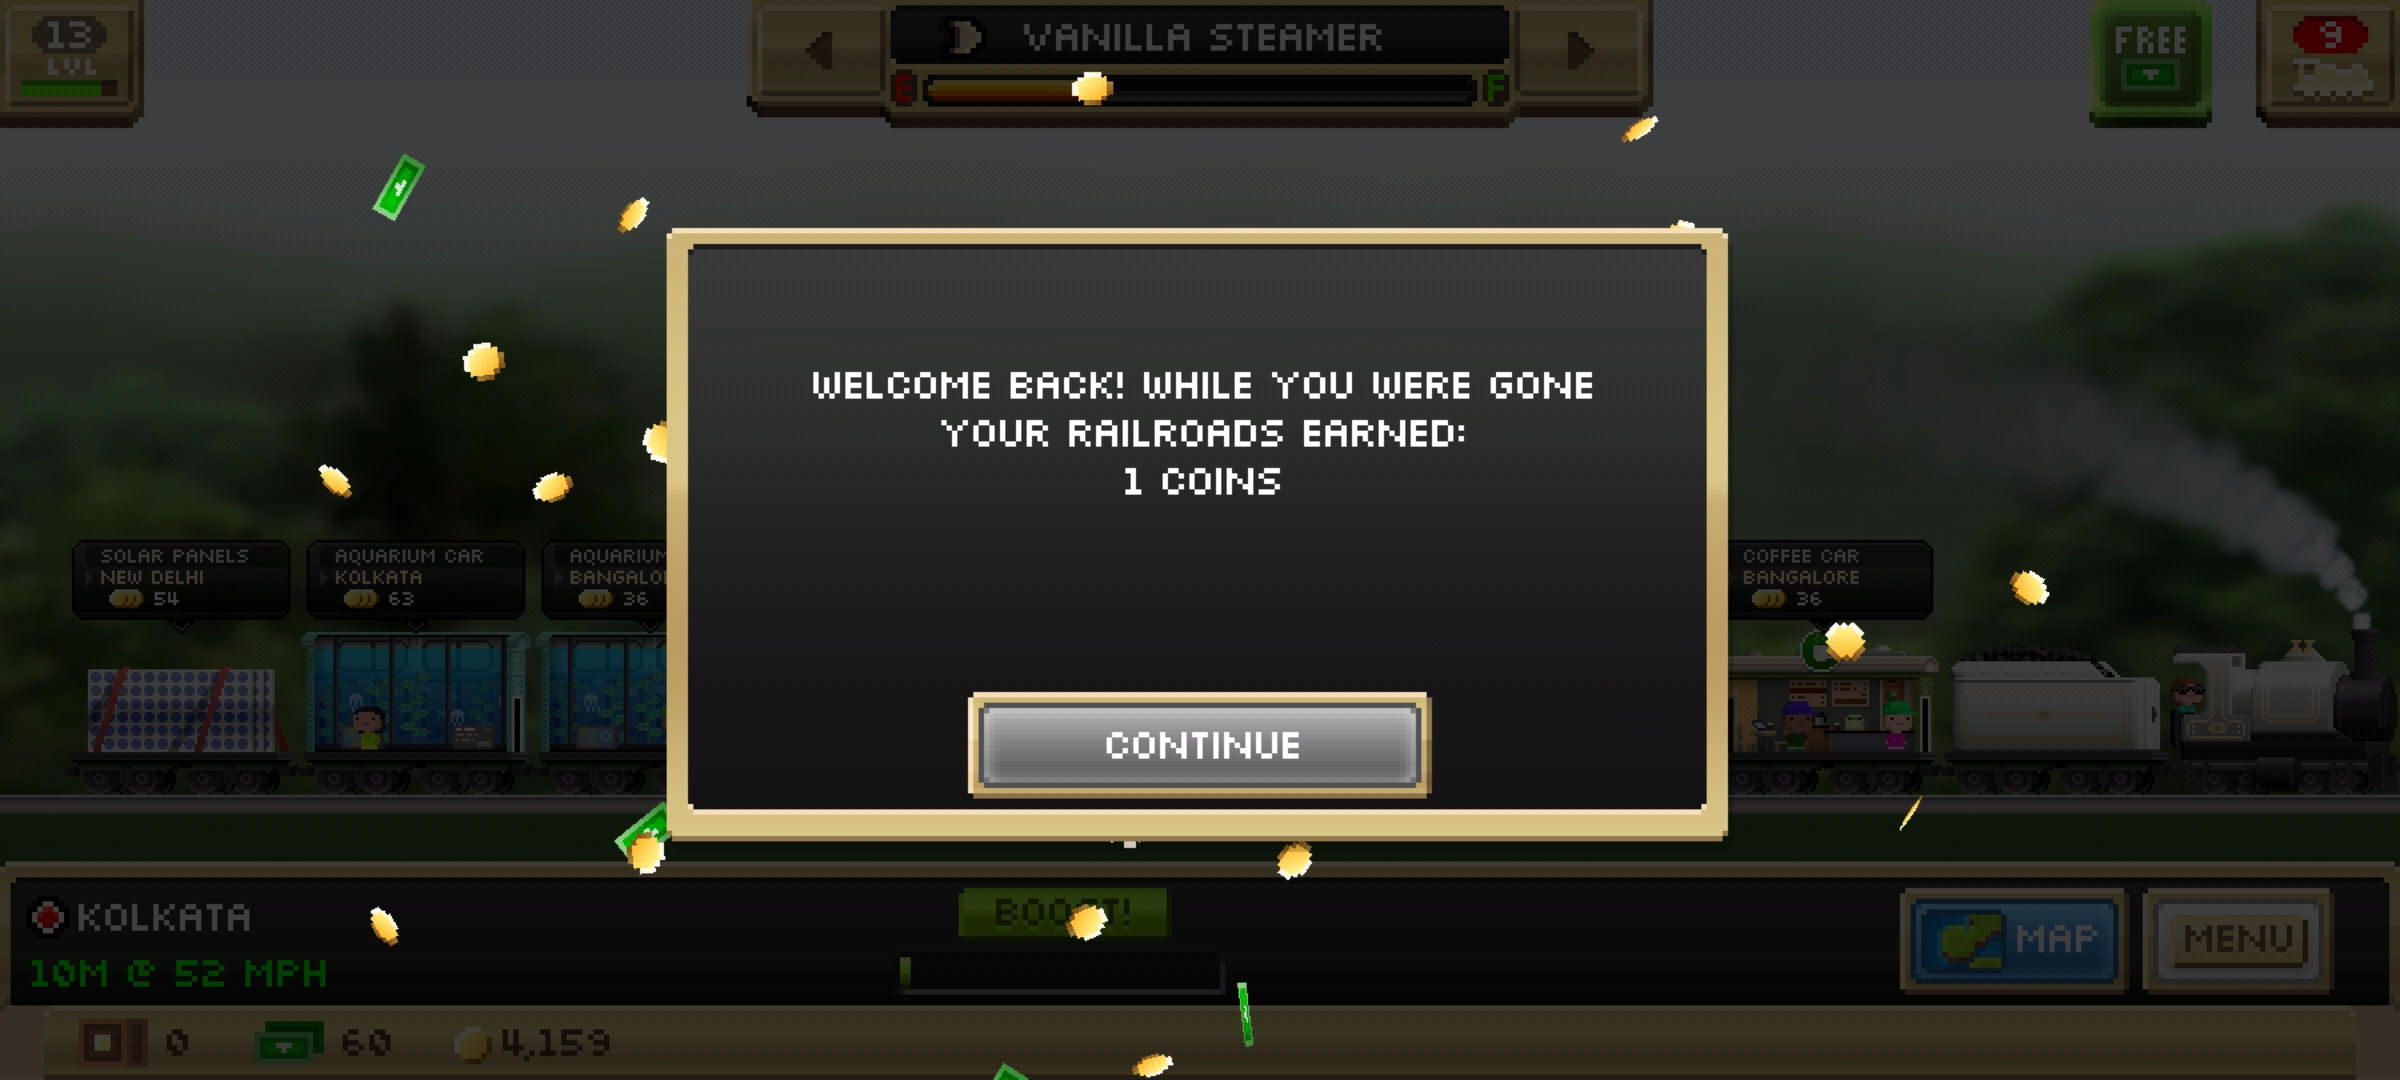 13
LVL
VANILLA STEAMER
E
F
FREE
9
WELCOME BACK! WHILE YOU WERE GONE
YOUR RAILROADS EARNED:
1 COINS
CONTINUE
SOLAR PANELS
NEW DELHI
54
AQUARIUM CAR
KOLKATA
63
AQUARIUM
36
COFFEE CAR
BANGALORE
36
KOLKATA
10M @ 52 MPH
BOOST!
MAP
MENU
0
60
4,159